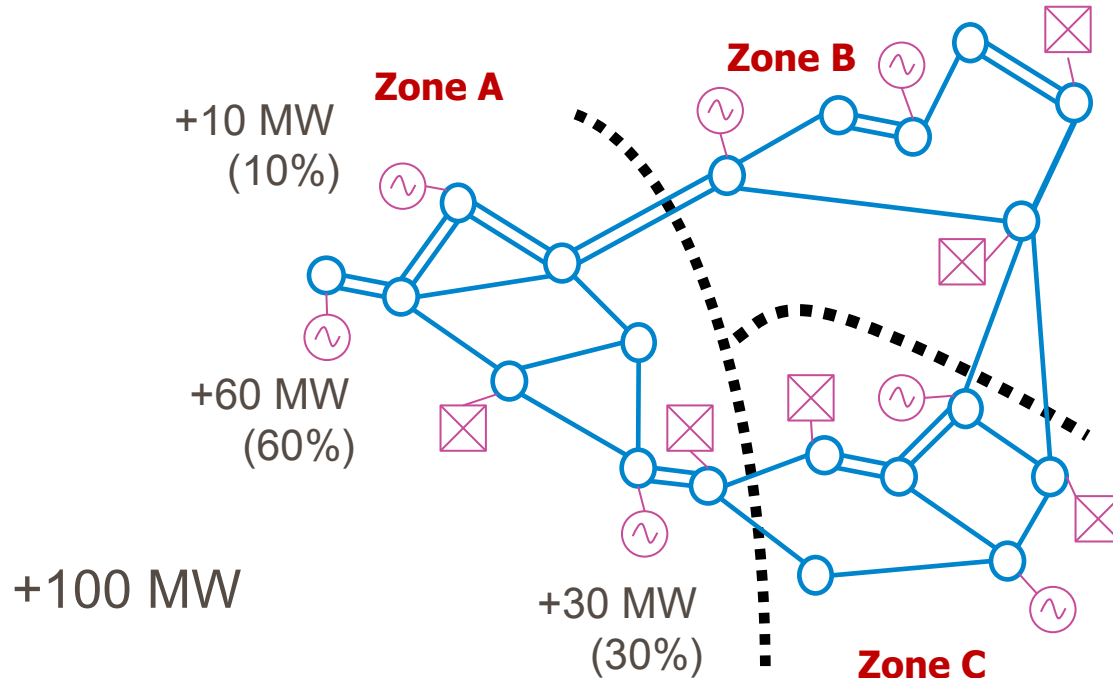 Zone A
Zone B
+10 MW
(10%)
+60 MW
(60%)
+100 MW
+30 MW
(30%)
Zone C